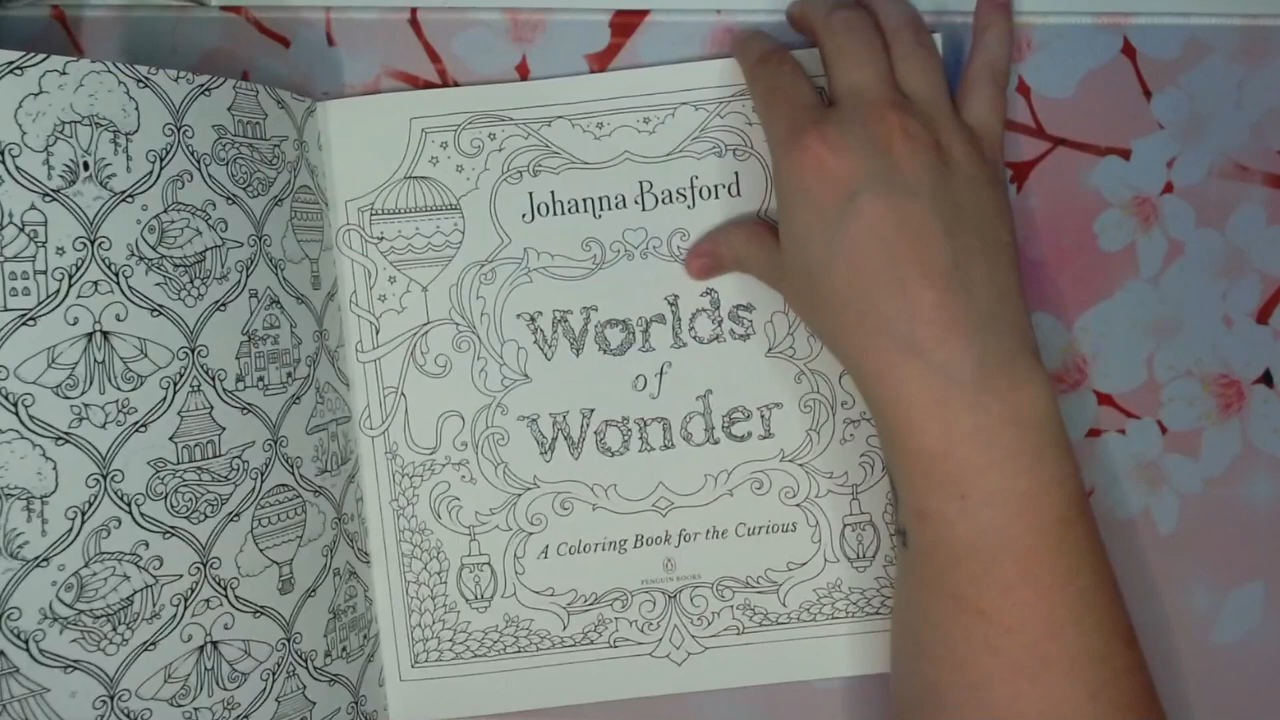 Johanna Basford
Worlds
of
Wonder
A Coloring Book for the Curious
PENGUIN BOOKS